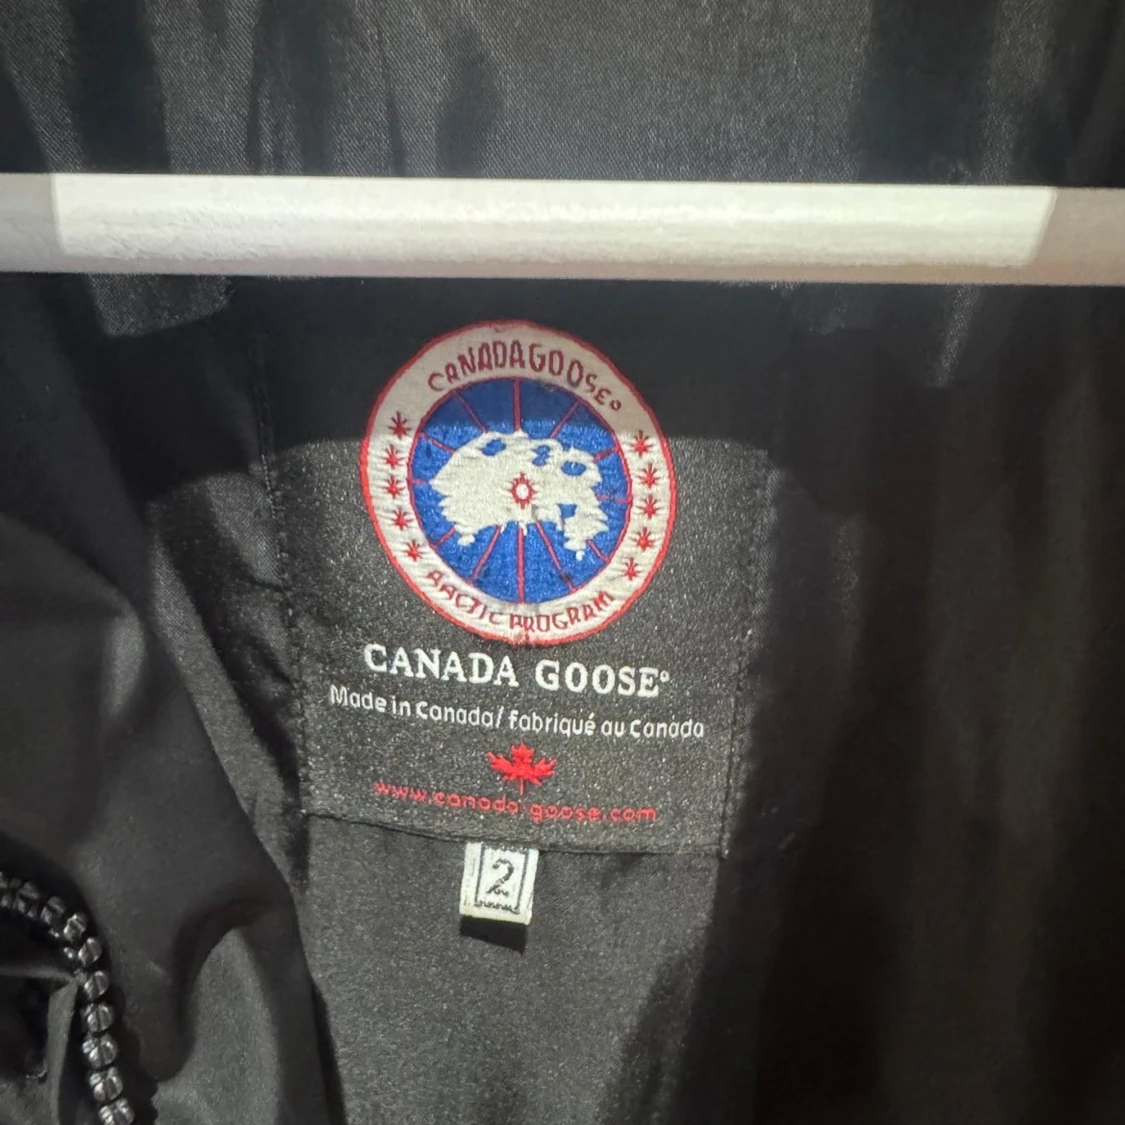 CANADA GOOSE®
ARCTIC PROGRAM
CANADA GOOSE®
Made in Canada/ fabriqué au Canada
www.canada goose.com
2